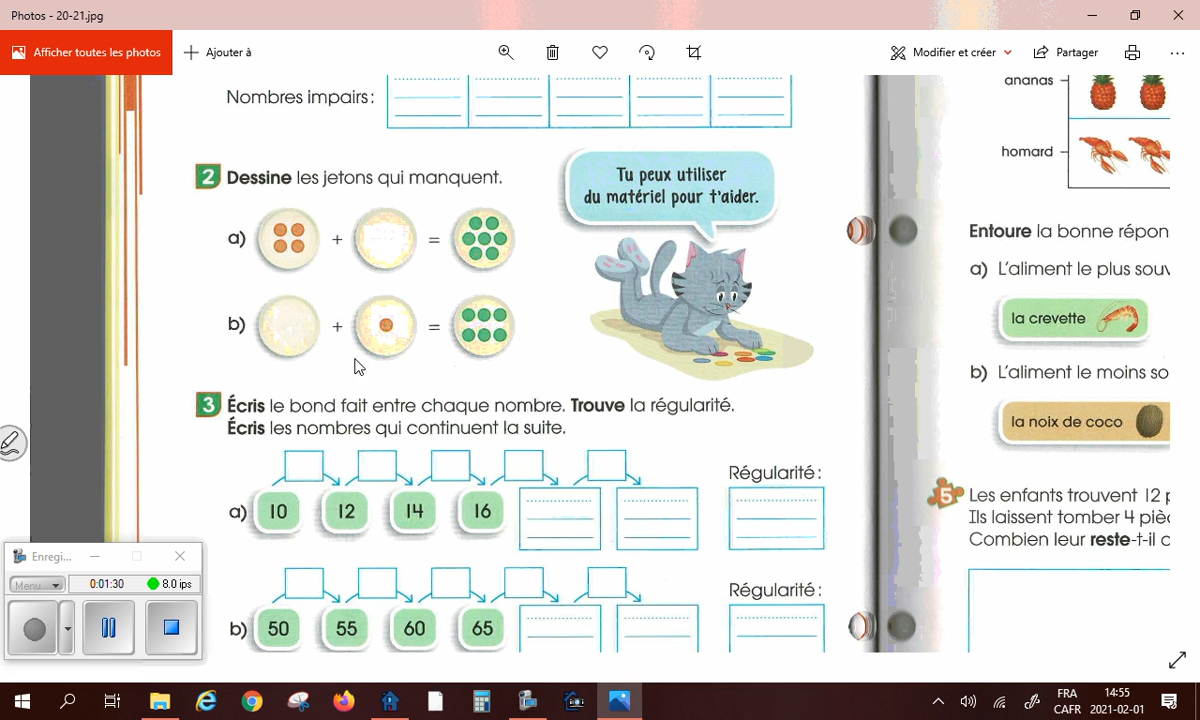 Photos - 20-21.jpg
Afficher toutes les photos
Ajouter à
Modifier et créer
Partager
Nombres impairs :
2 Dessine les jetons qui manquent.
Tu peux utiliser
du matériel pour t'aider.
a) + =
b) + =
3 Écris le bond fait entre chaque nombre. Trouve la régularité.
Écris les nombres qui continuent la suite.
Régularité :
a) 10 12 14 16
Régularité :
b) 50 55 60 65
ananas
homard
Entoure la bonne répon
a) L'aliment le plus souv
la crevette
b) L'aliment le moins so
la noix de coco
5 Les enfants trouvent 12 p
Ils laissent tomber 4 piè
Combien leur reste-t-il d
Enregi...
Menu
0:01:30
8.0 ips
FRA
CAFR
14:55
2021-02-01